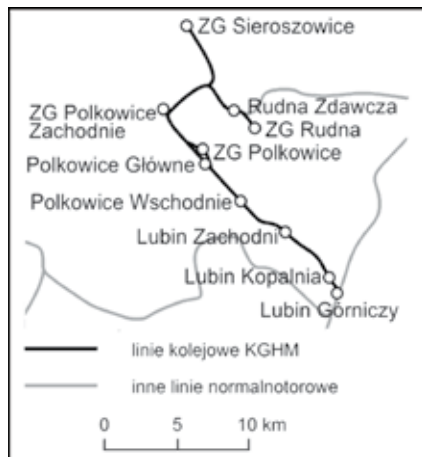 ZG Sieroszowice
ZG Polkowice
Zachodnie
Rudna Zdawcza
ZG Rudna
ZG Polkowice
Polkowice Główne
Polkowice Wschodnie
Lubin Zachodni
Lubin Kopalnia
Lubin Górniczy
linie kolejowe KGHM
inne linie normalnotorowe
0 5 10 km